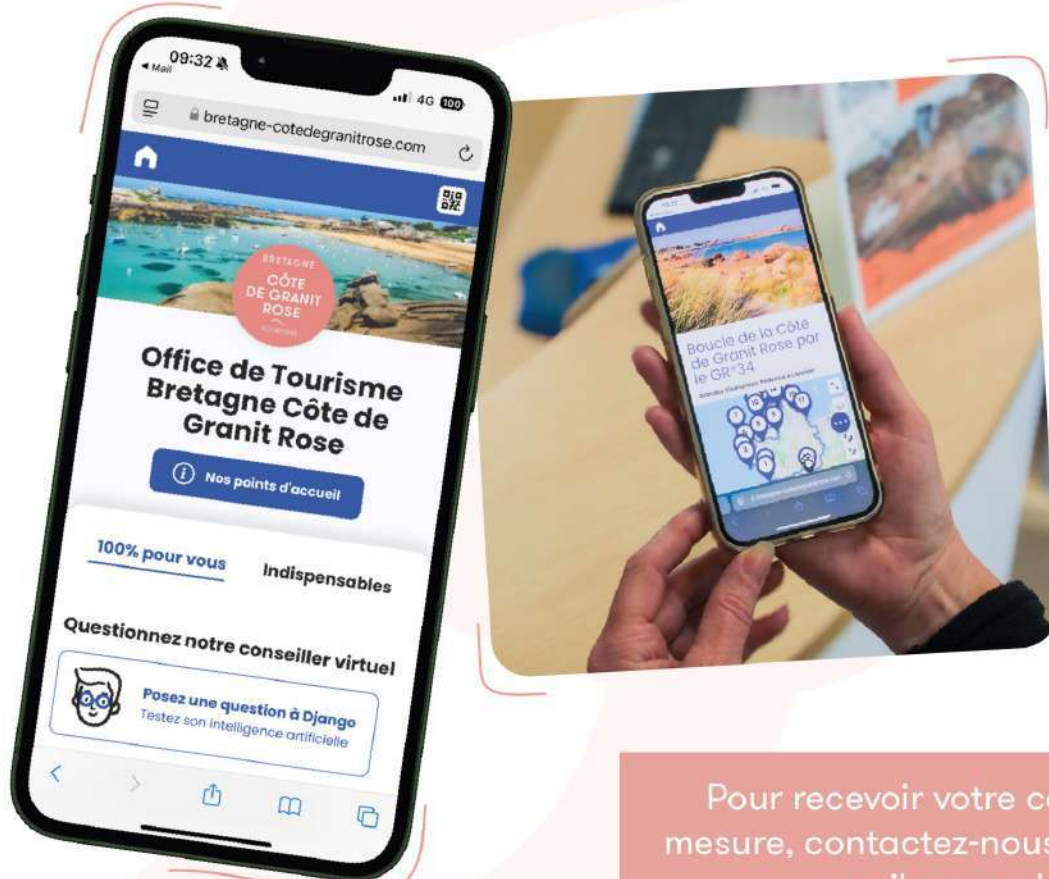 09:32
Mail
4G 100
bretagne-cotedegranitrose.com
BRETAGNE
CÔTE
DE GRANIT
ROSE
TOURISME
Office de Tourisme
Bretagne Côte de
Granit Rose
Nos points d'accueil
100% pour vous
Indispensables
Questionnez notre conseiller virtuel
Posez une question à Django
Testez son intelligence artificielle
Boucle de la Côte
de Granit Rose par
le GR®34
Pour recevoir votre
mesure, contactez-nous